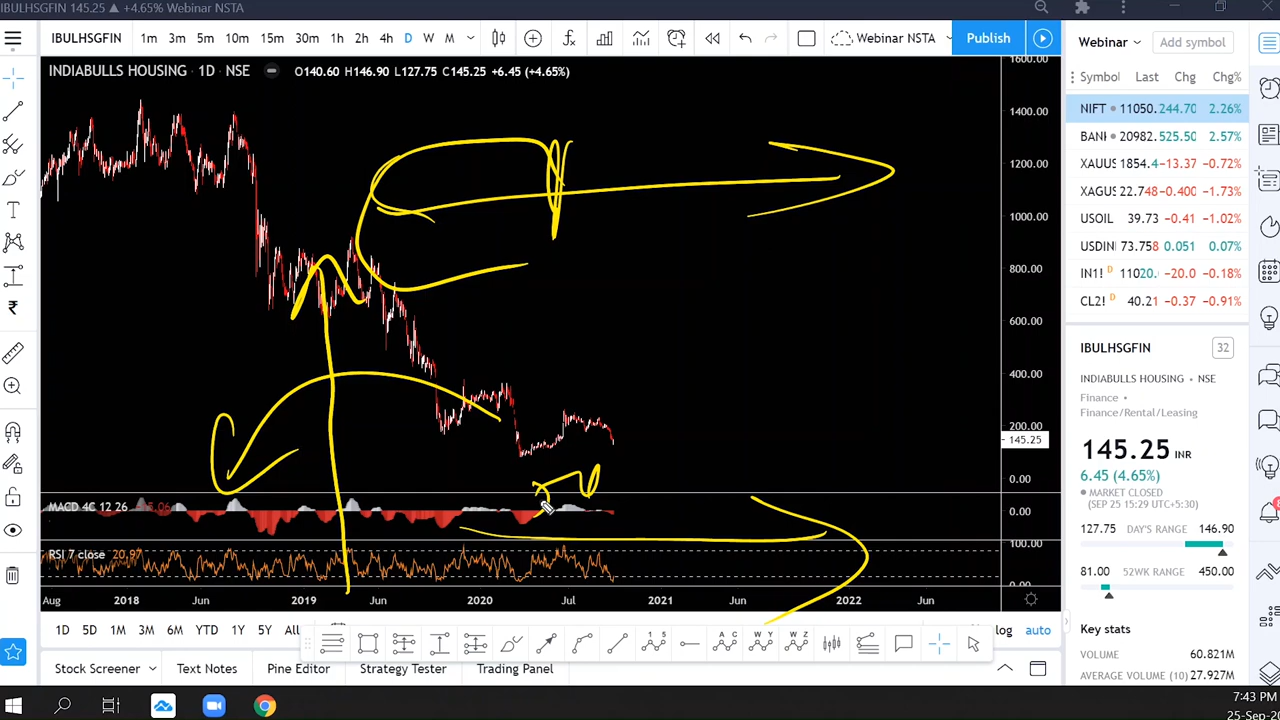 IBULHSGFIN 145.25 ▲ +4.65% Webinar NSTA
IBULHSGFIN 1m 3m 5m 10m 15m 30m 1h 2h 4h D W M Webinar NSTA Publish
Webinar Add symbol
INDIABULLS HOUSING · 1D · NSE O140.60 H146.90 L127.75 C145.25 +6.45 (+4.65%)
Symbol Last Chg Chg%
NIFT 11050. 244.70 2.26%
BANI 20982. 525.50 2.57%
XAUUS 1854.4 -13.37 -0.72%
XAGUS 22.748 -0.400 -1.73%
USOIL 39.73 -0.41 -1.02%
USDIN 73.758 0.051 0.07%
IN1! D 11020. -20.0 -0.18%
CL2! D 40.21 -0.37 -0.91%
1600.00
1400.00
1200.00
1000.00
800.00
600.00
400.00
200.00
145.25
0.00
MACD 4C 12 26
0.00
RSI 7 close 20.97
100.00
0.00
Aug 2018 Jun 2019 Jun 2020 Jul 2021 Jun 2022 Jun
IBULHSGFIN 32
INDIABULLS HOUSING • NSE
Finance •
Finance/Rental/Leasing
145.25 INR
6.45 (4.65%)
MARKET CLOSED
(SEP 25 15:29 UTC+5:30)
127.75 DAY'S RANGE 146.90
81.00 52WK RANGE 450.00
Key stats
VOLUME 60.821M
AVERAGE VOLUME (10) 27.927M
1D 5D 1M 3M 6M YTD 1Y 5Y All log auto
Stock Screener Text Notes Pine Editor Strategy Tester Trading Panel
7:43 PM
25-Sep-20